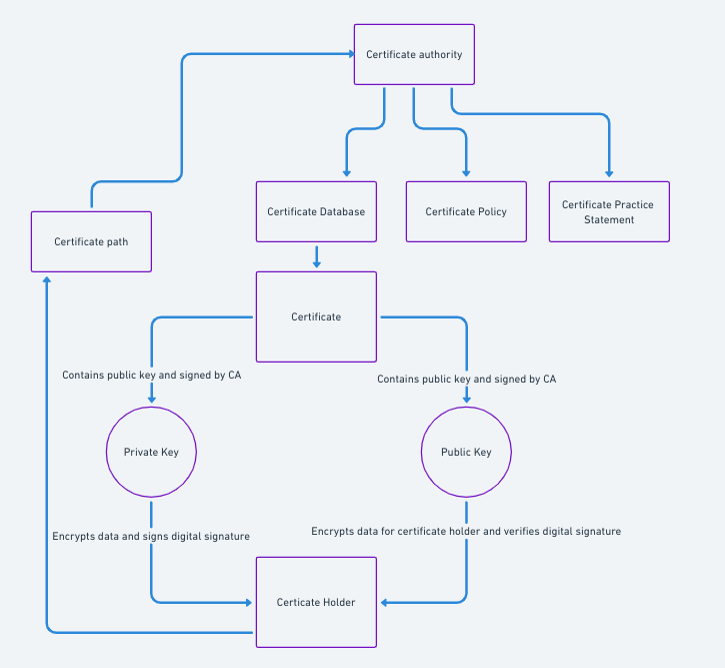 Certificate authority
Certificate Database
Certificate Policy
Certificate Practice
Statement
Certificate path
Certificate
Contains public key and signed by CA
Contains public key and signed by CA
Private Key
Public Key
Encrypts data and signs digital signature
Encrypts data for certificate holder and verifies digital signature
Certicate Holder